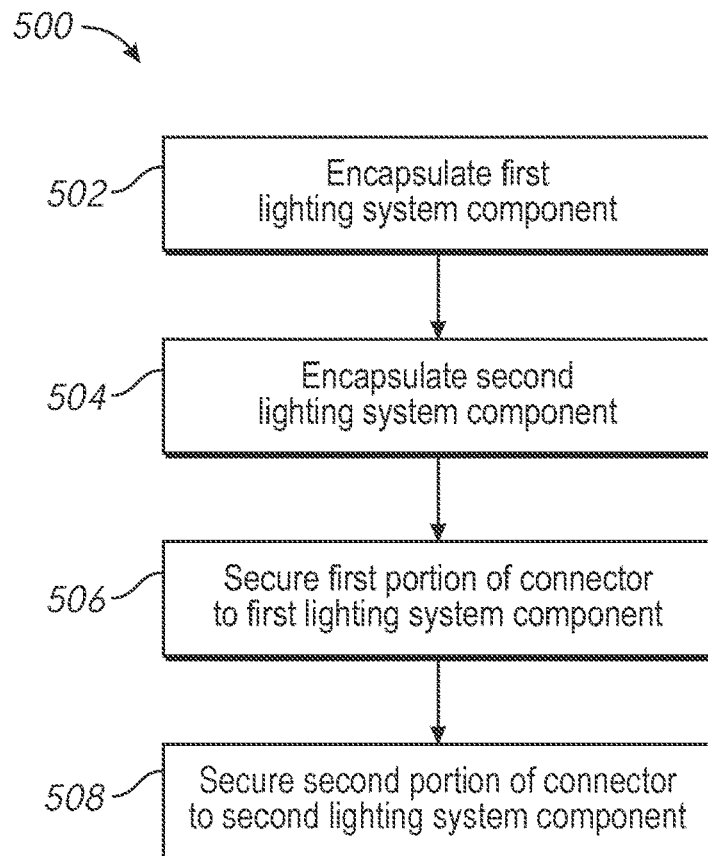 500
502
Encapsulate first
lighting system component
504
Encapsulate second
lighting system component
506
Secure first portion of connector
to first lighting system component
508
Secure second portion of connector
to second lighting system component